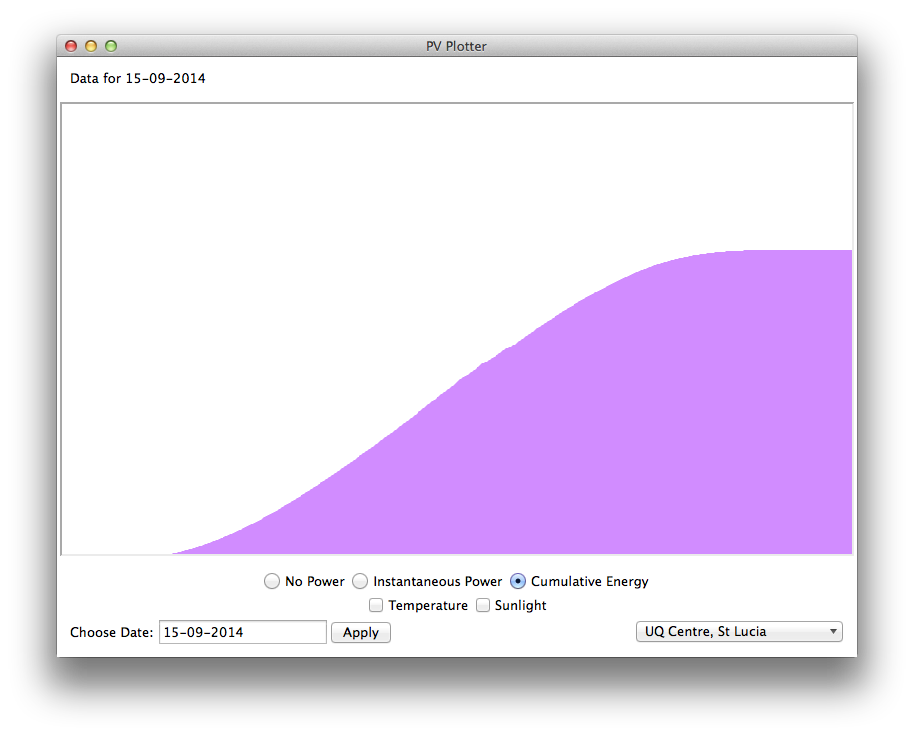 PV Plotter
Data for 15-09-2014
No Power Instantaneous Power Cumulative Energy
Temperature Sunlight
Choose Date: 15-09-2014 Apply UQ Centre, St Lucia